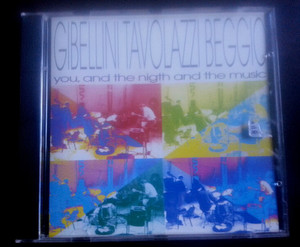 GIBELLINI TAVOLAZZI BEGGIO
you, and the nigth and the music